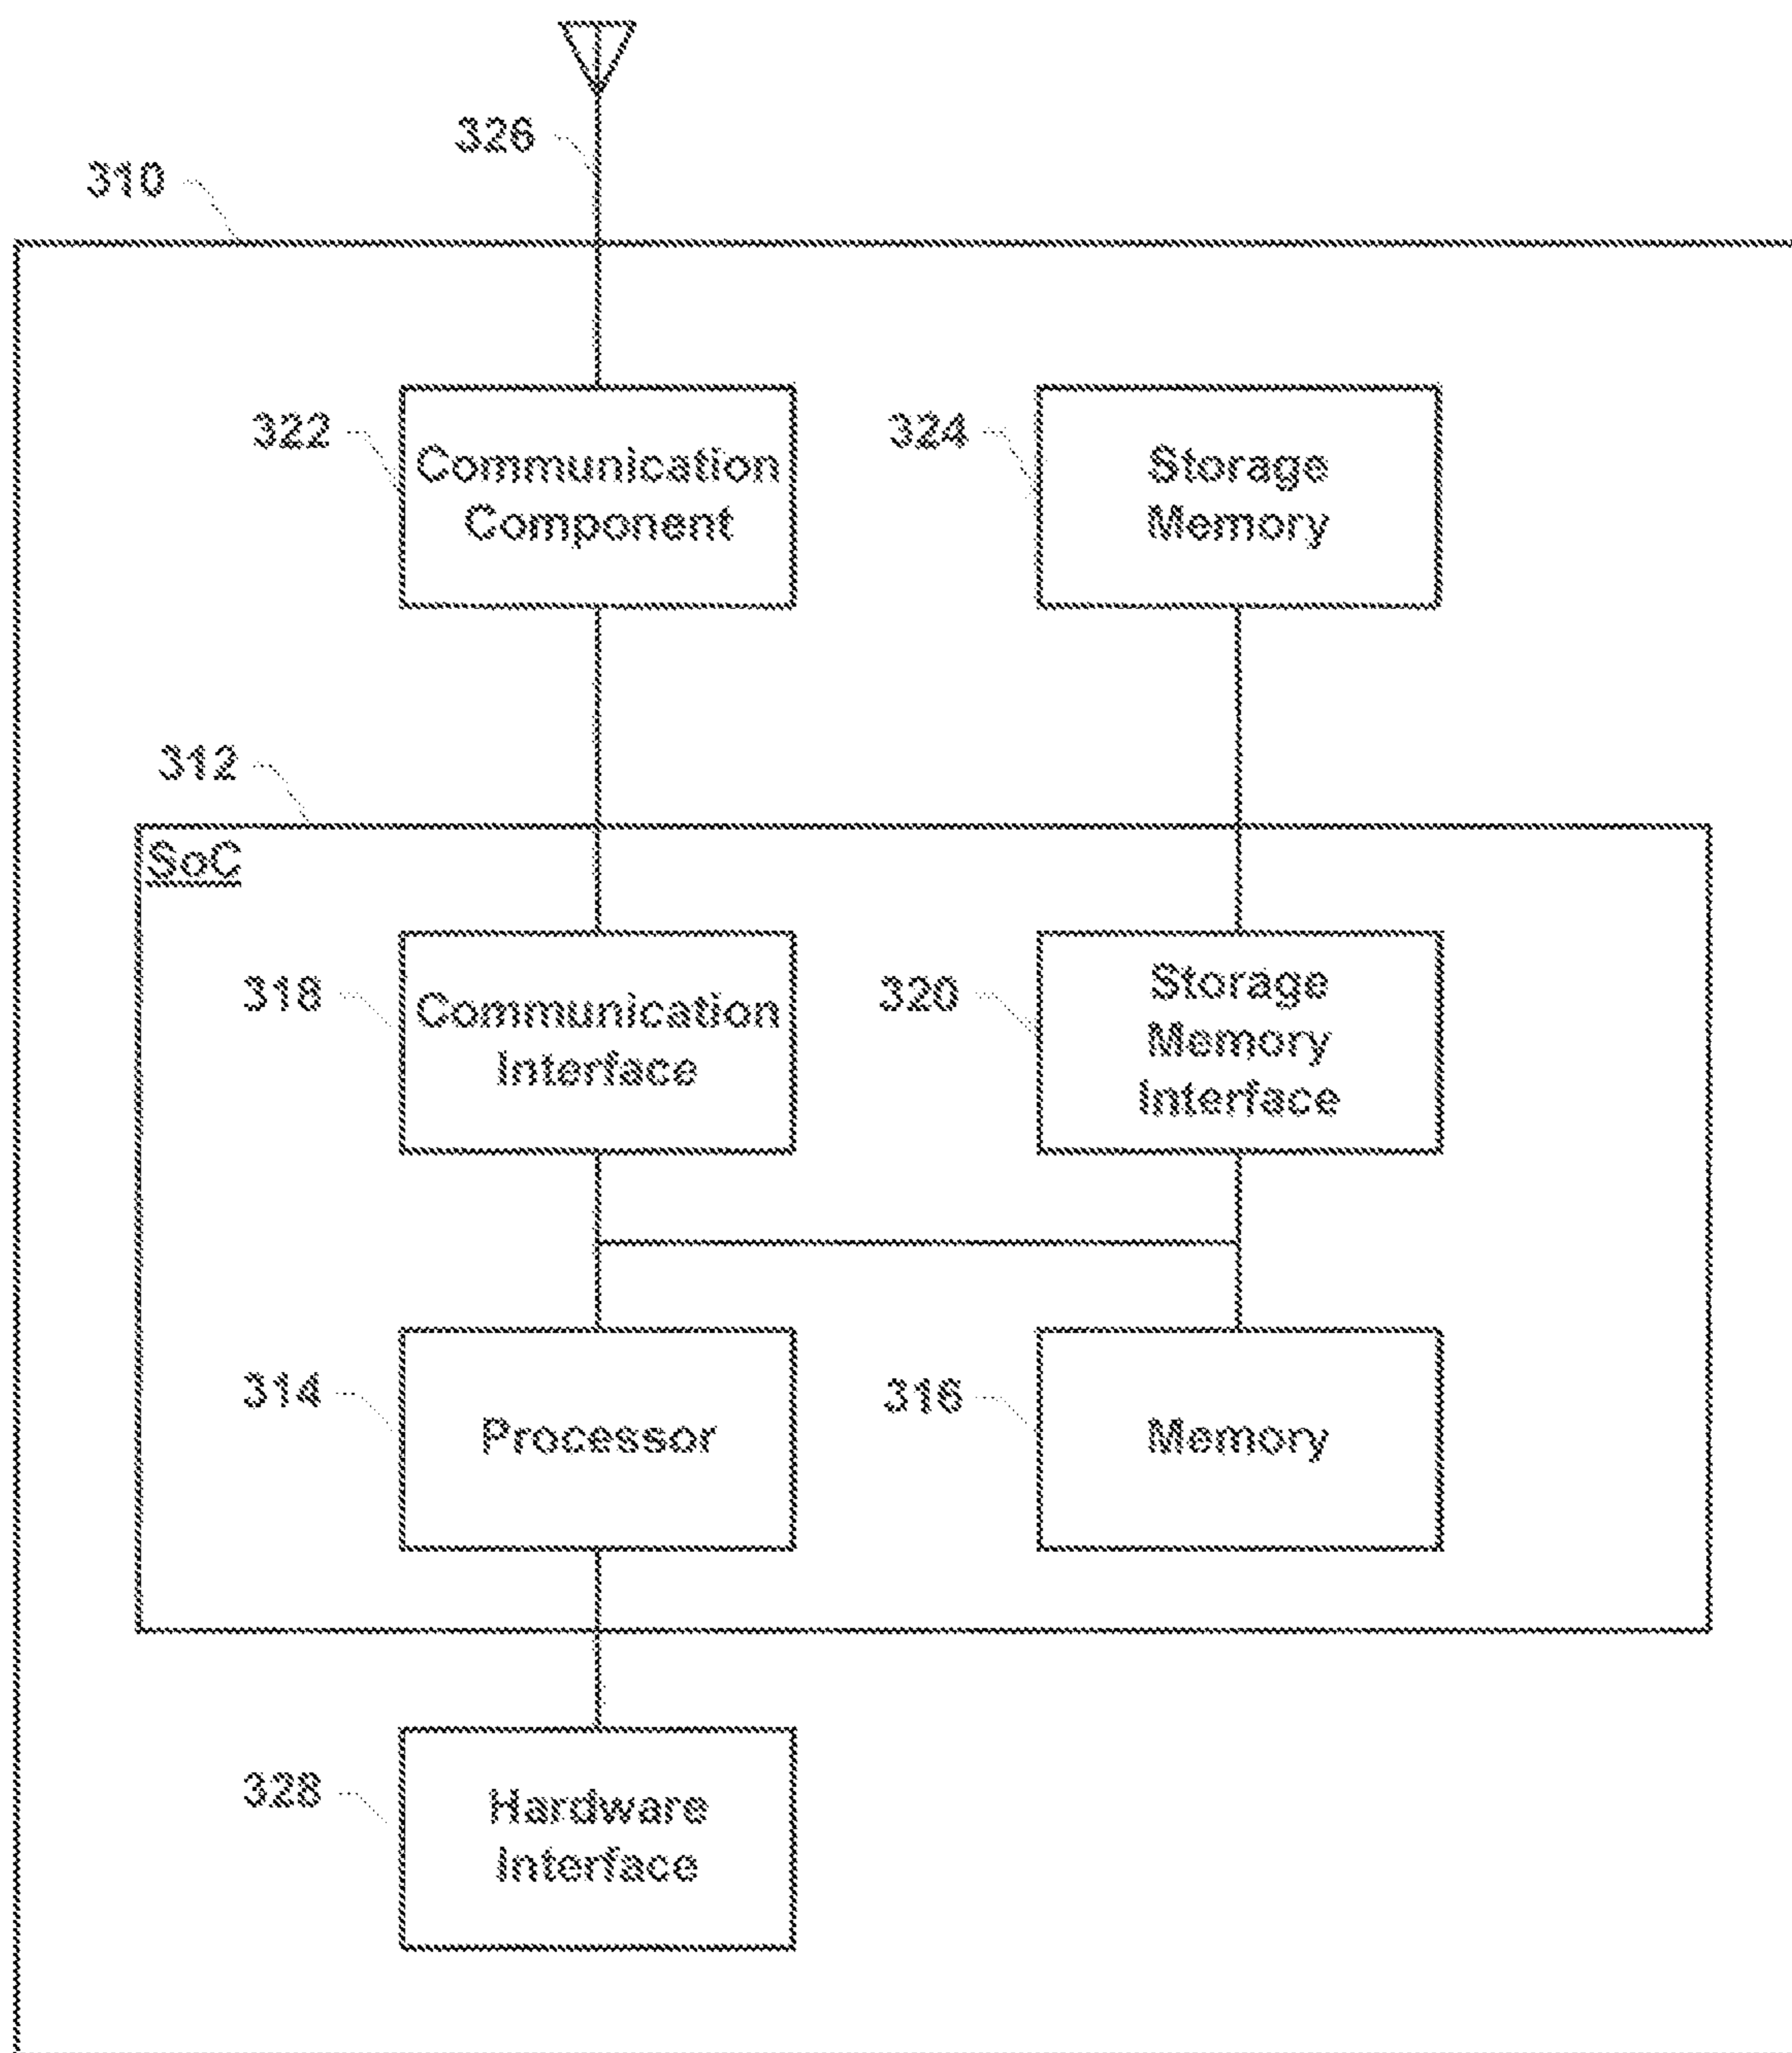 326
310
322
Communication
Component
324
Storage
Memory
312
SoC
318
Communication
Interface
320
Storage
Memory
Interface
314
Processor
316
Memory
328
Hardware
Interface